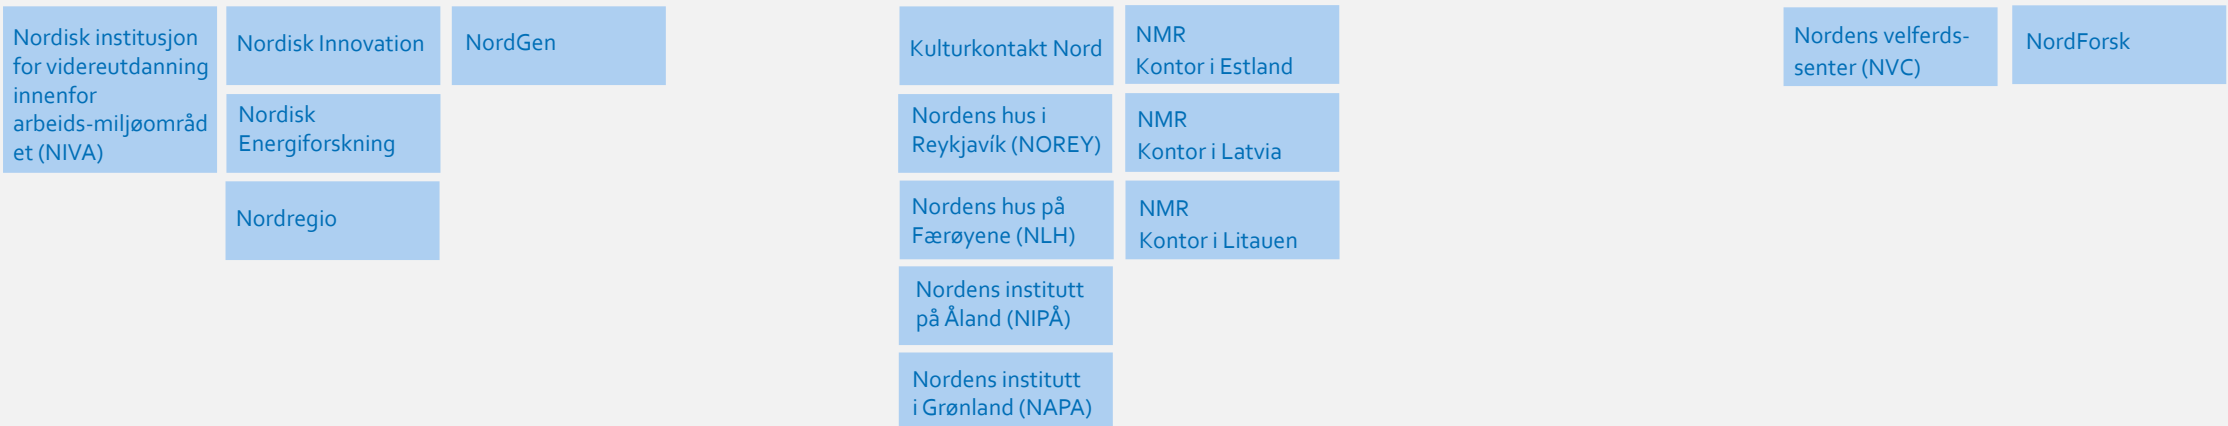 Nordisk institusjon
for videreutdanning
innenfor
arbeids-miljøområd
et (NIVA)
Nordisk Innovation
Nordisk
Energiforskning
Nordregio
NordGen
Kulturkontakt Nord
Nordens hus i
Reykjavík (NOREY)
Nordens hus på
Færøyene (NLH)
Nordens institutt
på Åland (NIPÅ)
Nordens institutt
i Grønland (NAPA)
NMR
Kontor i Estland
NMR
Kontor i Latvia
NMR
Kontor i Litauen
Nordens velferds-
senter (NVC)
NordForsk